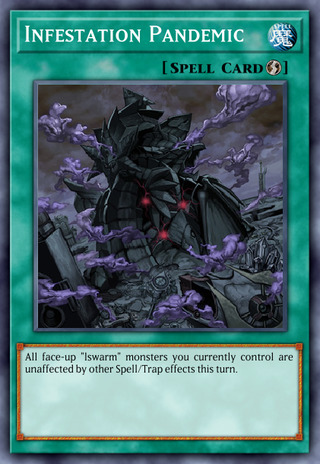 Infestation Pandemic
魔
[Spell Card]
All face-up "lswarm" monsters you currently control are
unaffected by other Spell/Trap effects this turn.